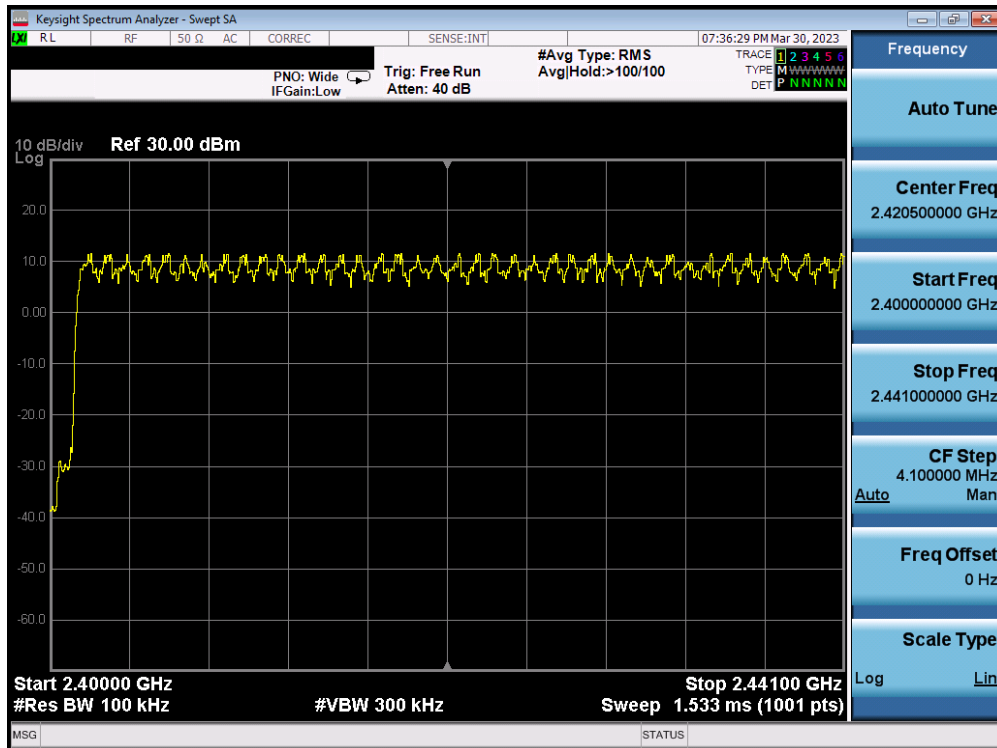 Keysight Spectrum Analyzer - Swept SA
LXI RL RF 50 Ω AC CORREC SENSE:INT 07:36:29 PM Mar 30, 2023
PNO: Wide
IFGain:Low
Trig: Free Run
Atten: 40 dB
#Avg Type: RMS
Avg|Hold:>100/100
TRACE 1 2 3 4 5 6
TYPE M WWWWW
DET P N N N N N
10 dB/div Ref 30.00 dBm
Log
20.0
10.0
0.00
-10.0
-20.0
-30.0
-40.0
-50.0
-60.0
Start 2.40000 GHz Stop 2.44100 GHz
#Res BW 100 kHz #VBW 300 kHz Sweep 1.533 ms (1001 pts)
MSG STATUS
Frequency
Auto Tune
Center Freq
2.420500000 GHz
Start Freq
2.400000000 GHz
Stop Freq
2.441000000 GHz
CF Step
4.100000 MHz
Auto Man
Freq Offset
0 Hz
Scale Type
Log Lin